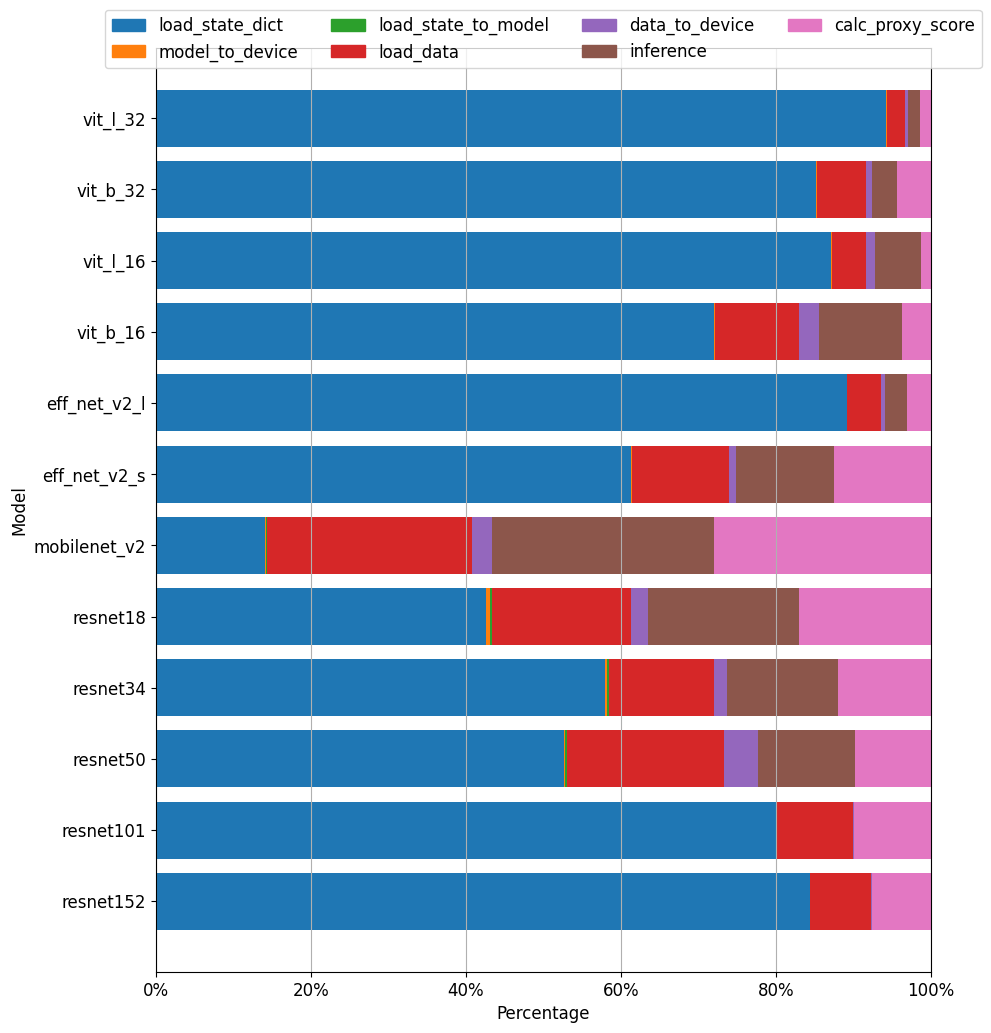 load_state_dict load_state_to_model data_to_device calc_proxy_score
model_to_device load_data inference
vit_l_32
vit_b_32
vit_l_16
vit_b_16
eff_net_v2_l
eff_net_v2_s
mobilenet_v2
resnet18
resnet34
resnet50
resnet101
resnet152
Model
0% 20% 40% 60% 80% 100%
Percentage